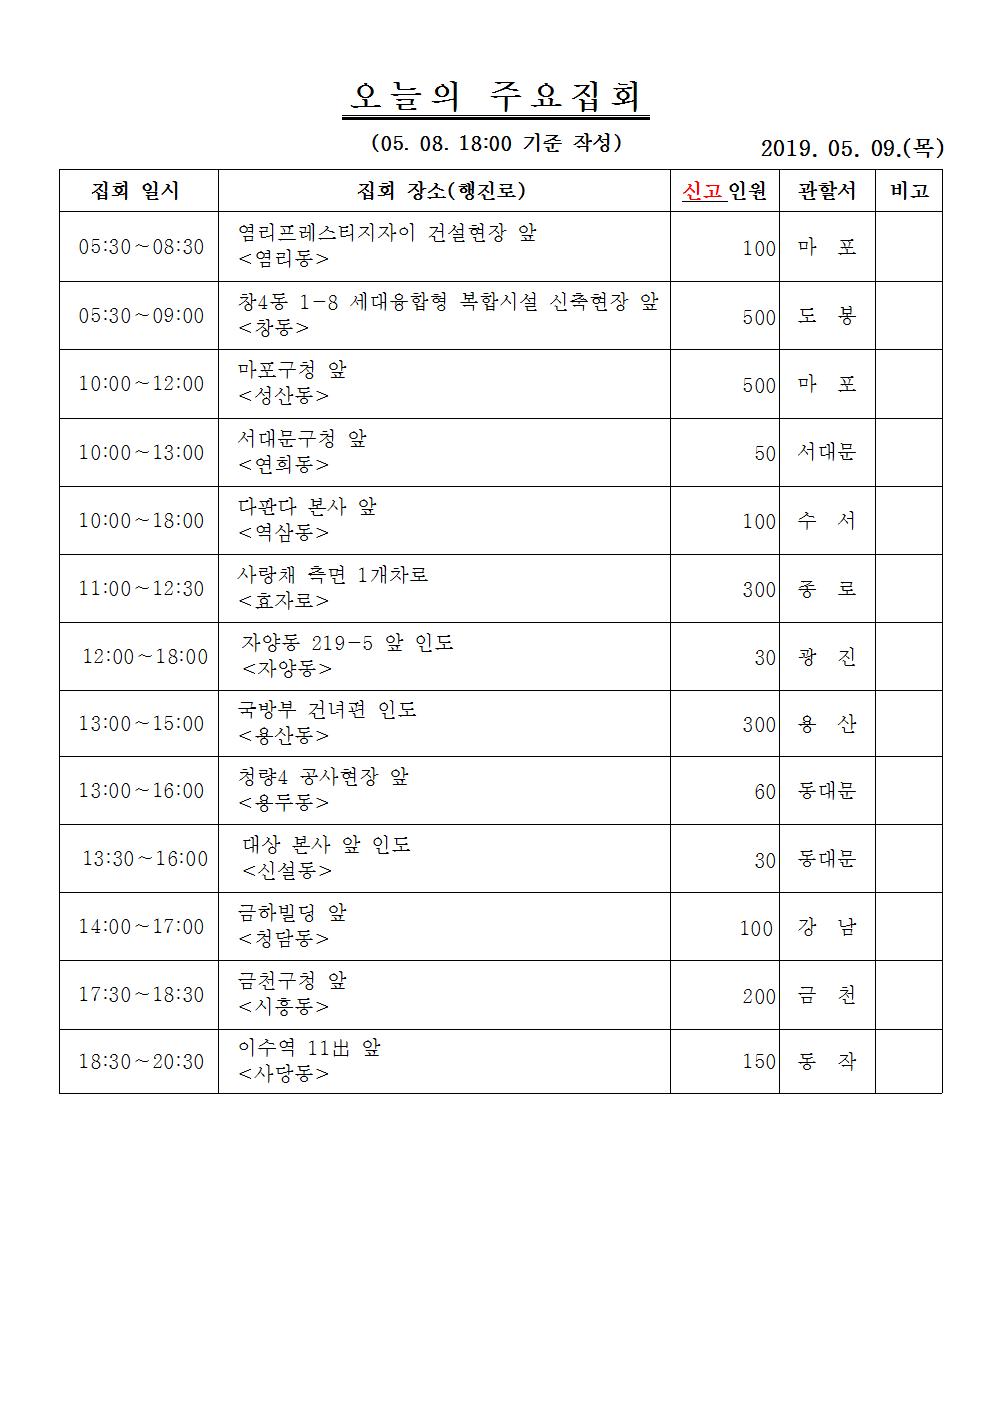 오늘의 주요집회
(05. 08. 18:00 기준 작성)
2019. 05. 09.(목)
집회 일시 집회 장소(행진로) 신고인원 관할서 비고
05:30~08:30 염리프레스티지자이 건설현장 앞 100 마 포
<염리동>
05:30~09:00 창4동 1-8 세대융합형 복합시설 신축현장 앞 500 도 봉
<창동>
10:00~12:00 마포구청 앞 500 마 포
<성산동>
10:00~13:00 서대문구청 앞 50 서대문
<연희동>
10:00~18:00 다판다 본사 앞 100 수 서
<역삼동>
11:00~12:30 사랑채 측면 1개차로 300 종 로
<효자로>
12:00~18:00 자양동 219-5 앞 인도 30 광 진
<자양동>
13:00~15:00 국방부 건녀편 인도 300 용 산
<용산동>
13:00~16:00 청량4 공사현장 앞 60 동대문
<용두동>
13:30~16:00 대상 본사 앞 인도 30 동대문
<신설동>
14:00~17:00 금하빌딩 앞 100 강 남
<청담동>
17:30~18:30 금천구청 앞 200 금 천
<시흥동>
18:30~20:30 이수역 11出 앞 150 동 작
<사당동>